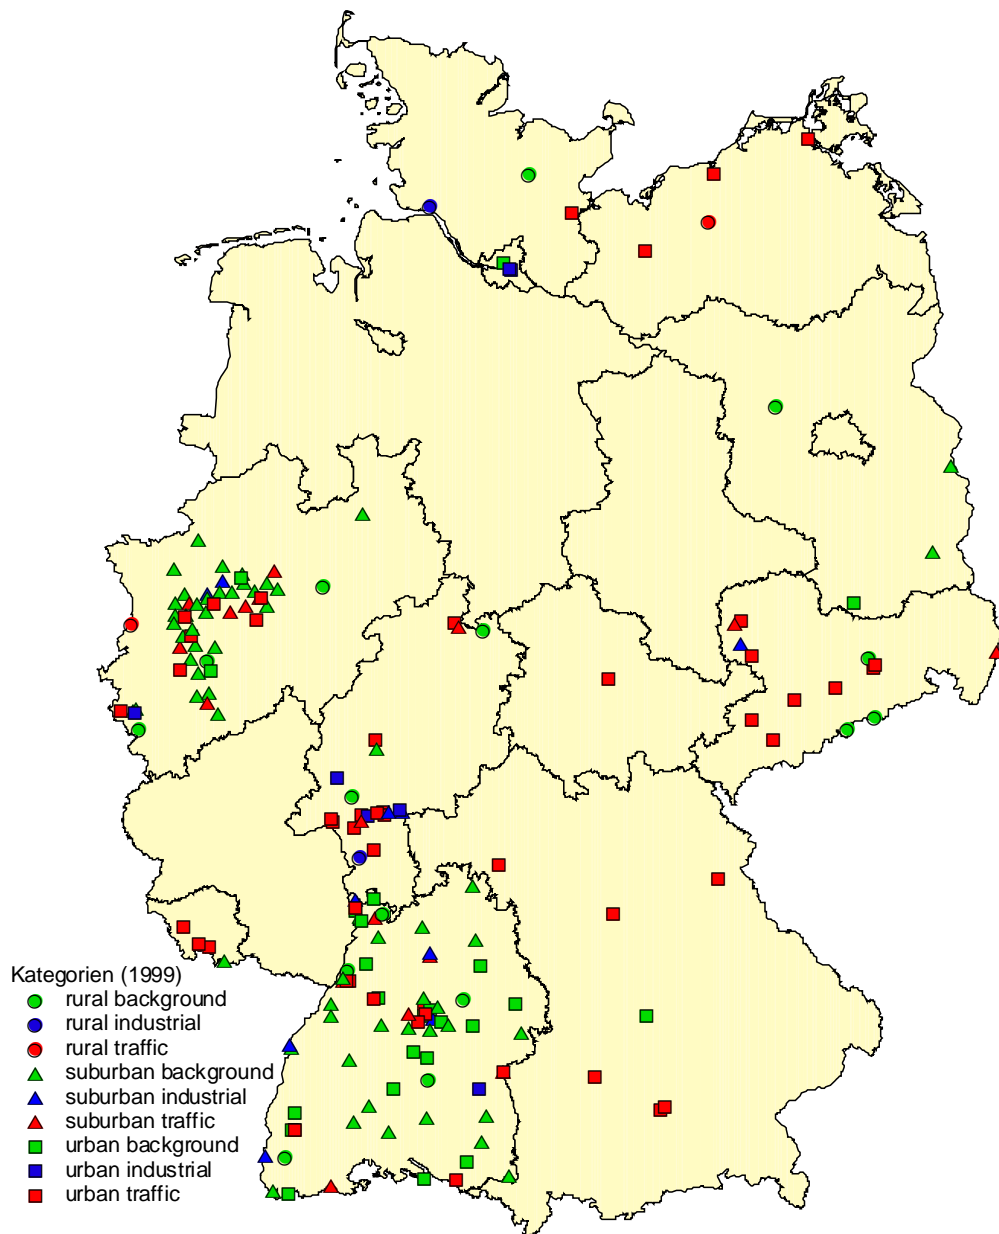 Kategorien (1999)
rural background
rural industrial
rural traffic
suburban background
suburban industrial
suburban traffic
urban background
urban industrial
urban traffic